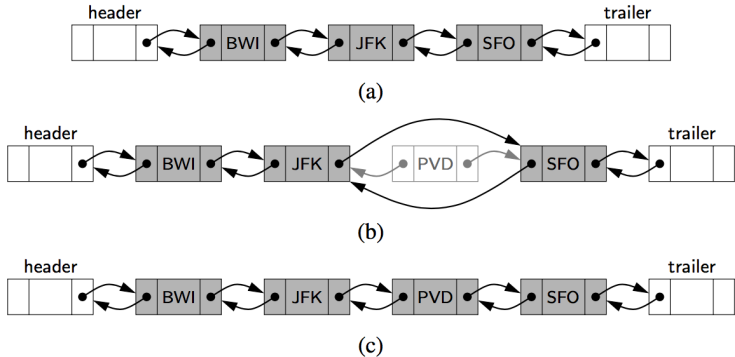 header trailer
BWI JFK SFO
(a)
header trailer
BWI JFK PVD SFO
(b)
header trailer
BWI JFK PVD SFO
(c)